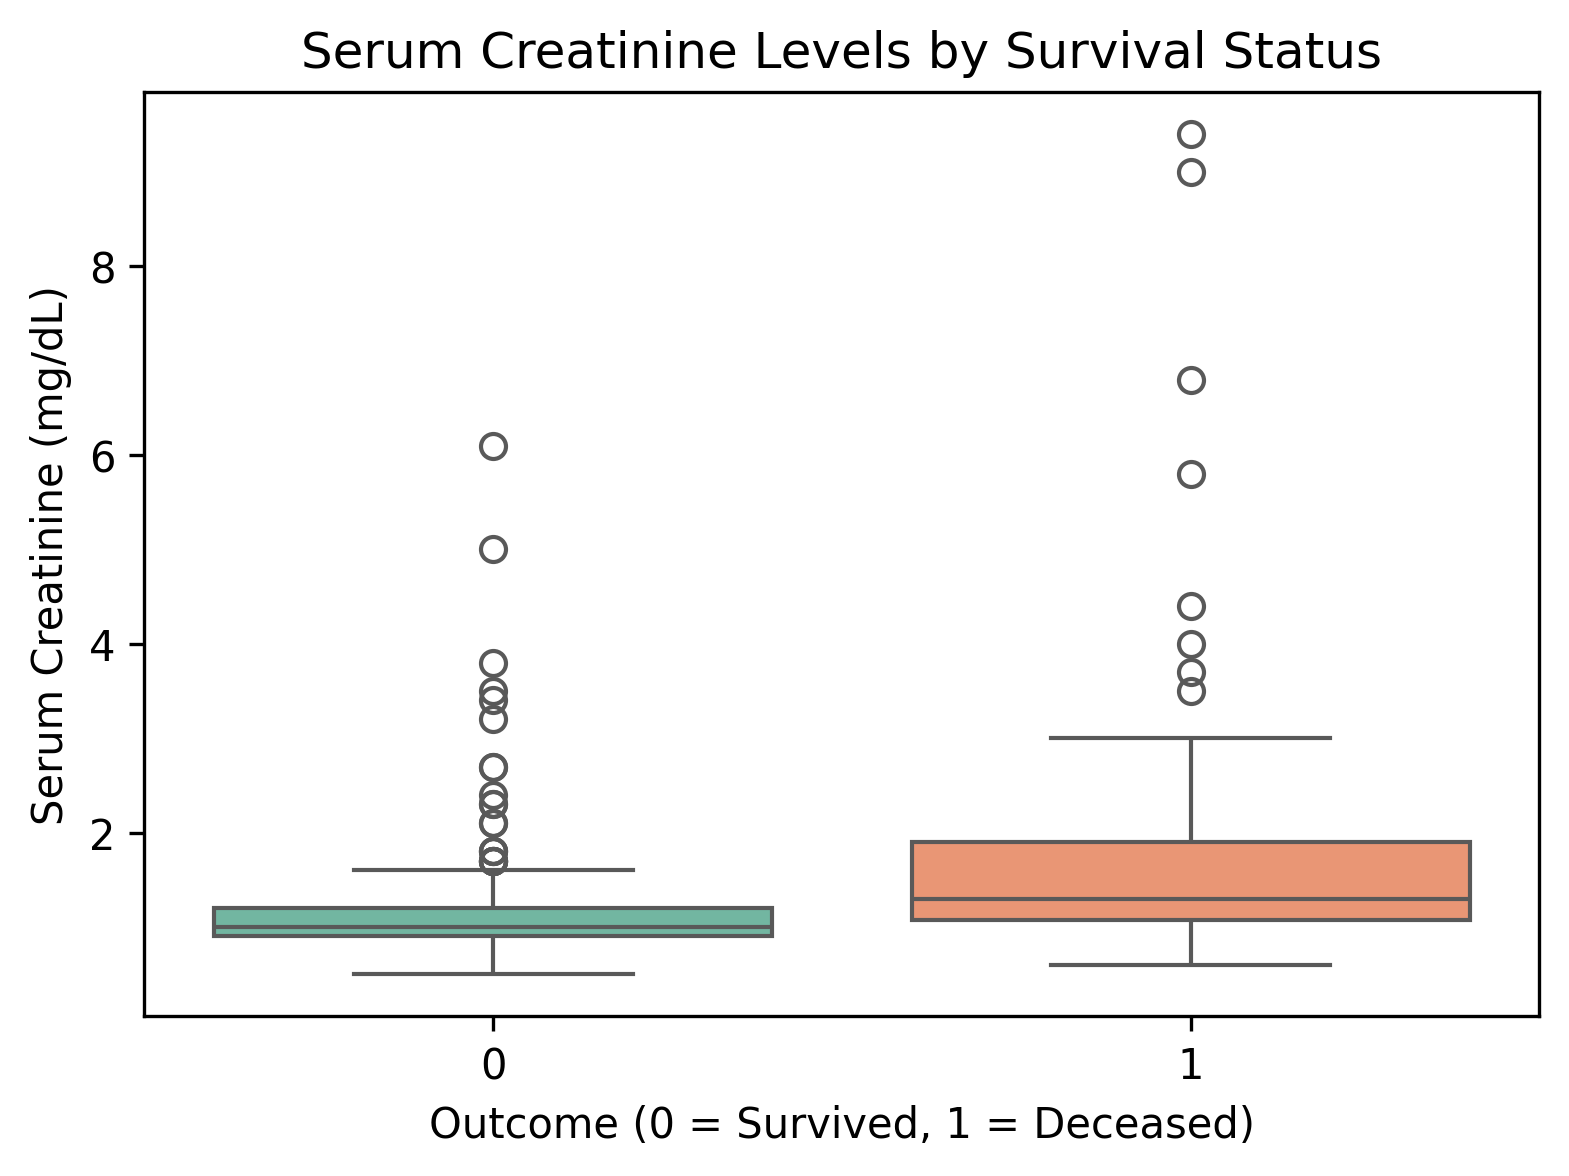 Serum Creatinine Levels by Survival Status
Serum Creatinine (mg/dL)
8
6
4
2
0
1
Outcome (0 = Survived, 1 = Deceased)